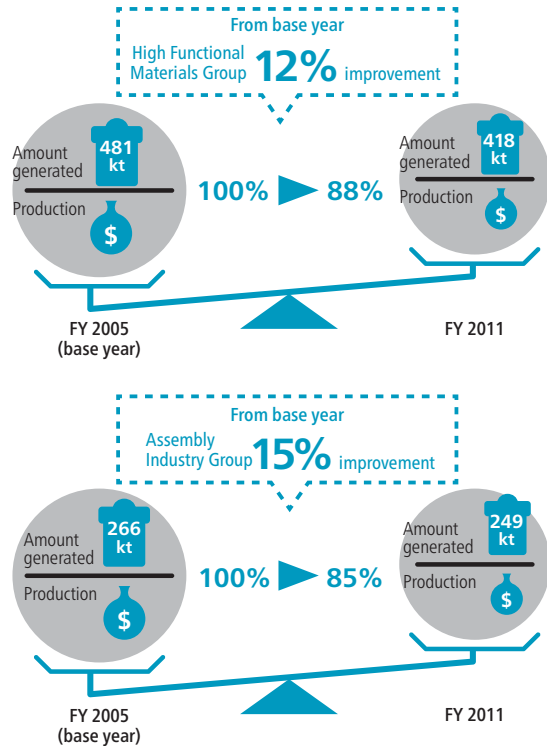 From base year
High Functional
Materials Group 12% improvement
481
kt
Amount
generated
Production
$
100% 88%
418
kt
Amount
generated
Production
$
FY 2005
(base year)
FY 2011
From base year
Assembly
Industry Group 15% improvement
266
kt
Amount
generated
Production
$
100% 85%
249
kt
Amount
generated
Production
$
FY 2005
(base year)
FY 2011